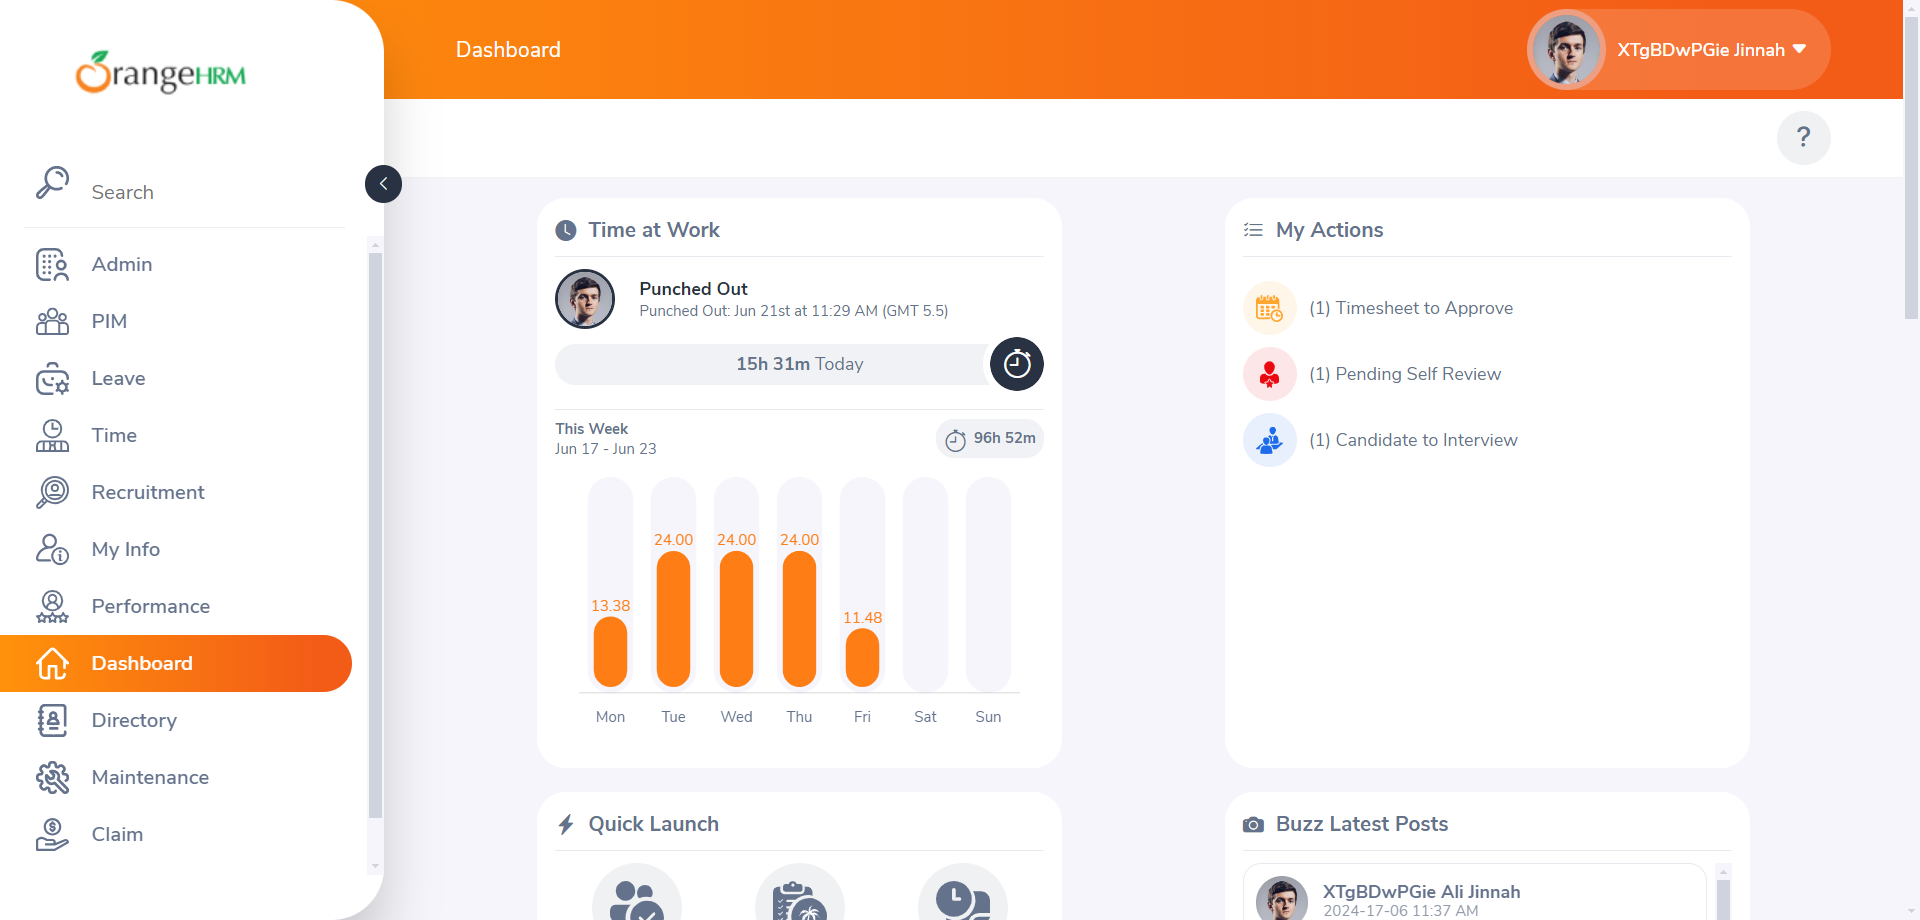 OrangeHRM
Search
Admin
PIM
Leave
Time
Recruitment
My Info
Performance
Dashboard
Directory
Maintenance
Claim
Dashboard
XTgBDwPGie Jinnah
?
Time at Work
Punched Out
Punched Out: Jun 21st at 11:29 AM (GMT 5.5)
15h 31m Today
This Week
Jun 17 - Jun 23
96h 52m
24.00 24.00 24.00
13.38
11.48
Mon Tue Wed Thu Fri Sat Sun
My Actions
(1) Timesheet to Approve
(1) Pending Self Review
(1) Candidate to Interview
Quick Launch
Buzz Latest Posts
XTgBDwPGie Ali Jinnah
2024-17-06 11:37 AM